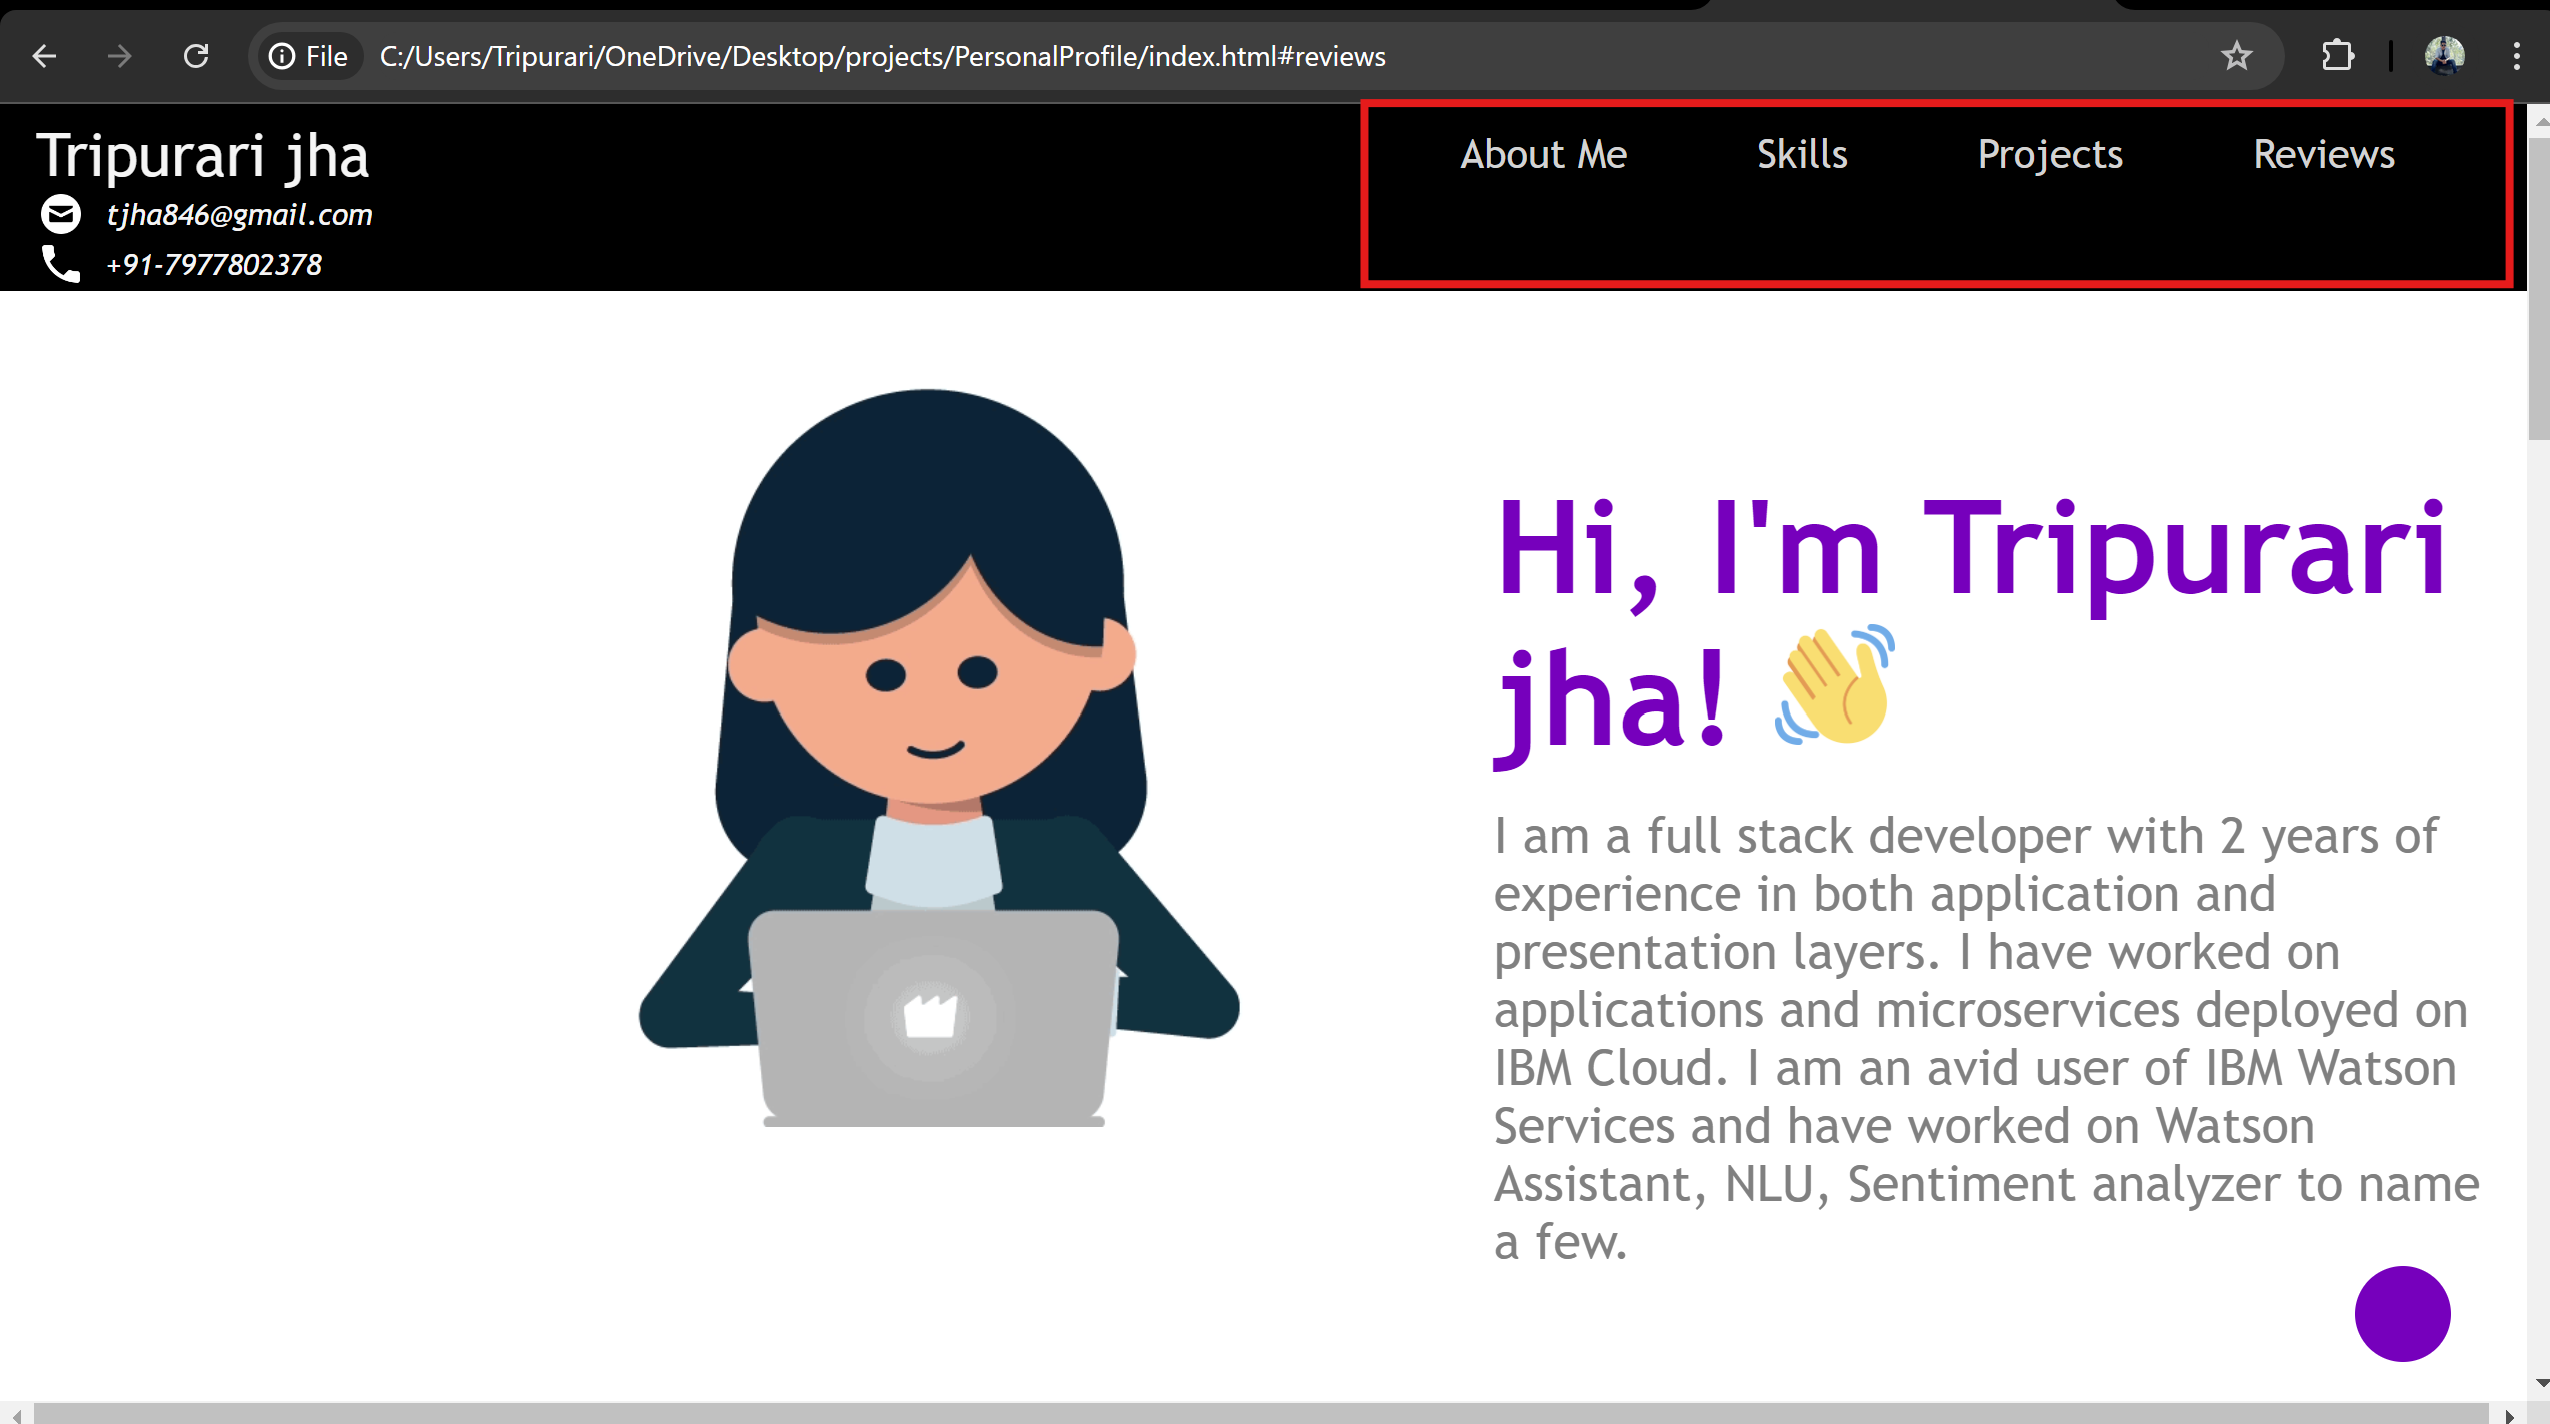 File C:/Users/Tripurari/OneDrive/Desktop/projects/PersonalProfile/index.html#reviews
Tripurari jha
About Me Skills Projects Reviews
tjha846@gmail.com
+91-7977802378
Hi, I'm Tripurari
jha! 👋
I am a full stack developer with 2 years of
experience in both application and
presentation layers. I have worked on
applications and microservices deployed on
IBM Cloud. I am an avid user of IBM Watson
Services and have worked on Watson
Assistant, NLU, Sentiment analyzer to name
a few.